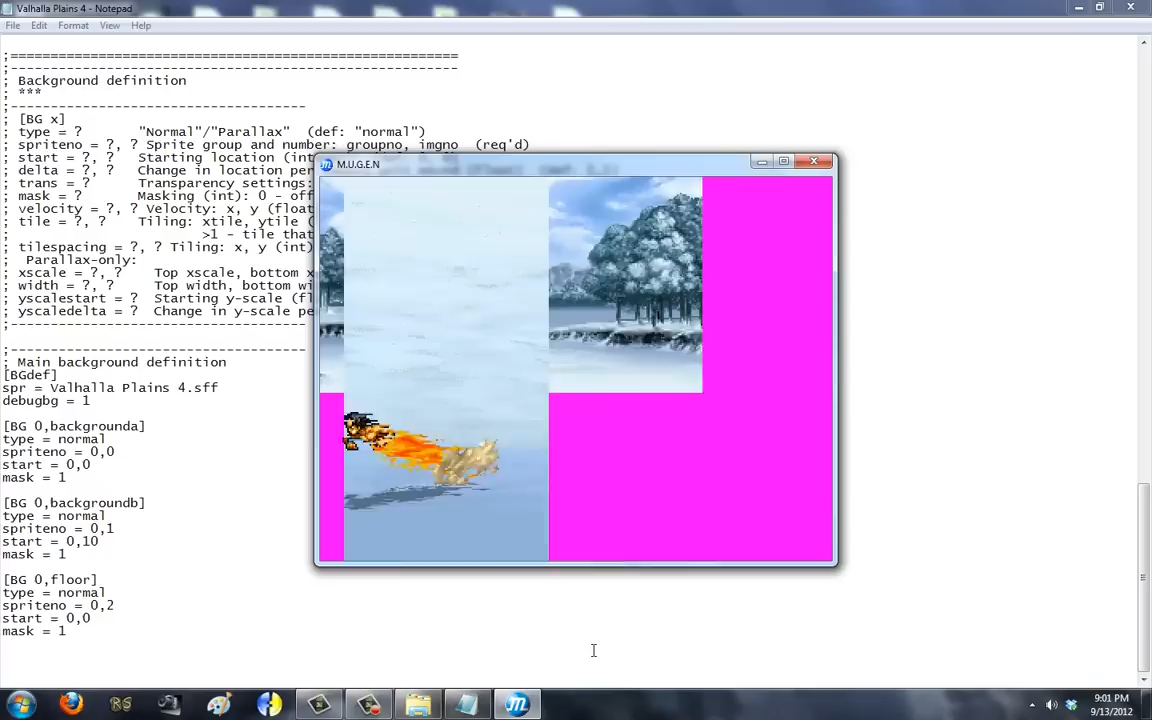 Valhalla Plains 4 - Notepad
File Edit Format View Help
;=======================================================
;-------------------------------------------------------
; Background definition
; ***
;------------------------------------
; [BG x]
; type = ? "Normal"/"Parallax" (def: "normal")
; spriteno = ?, ? Sprite group and number: groupno, imgno (req'd)
; start = ?, ? Starting location (int
; delta = ?, ? Change in location per
; trans = ? Transparency settings:
; mask = ? Masking (int): 0 - off
; velocity = ?, ? Velocity: x, y (float
; tile = ?, ? Tiling: xtile, ytile (
; >1 - tile that
; tilespacing = ?, ? Tiling: x, y (int)
; Parallax-only:
; xscale = ?, ? Top xscale, bottom x
; width = ?, ? Top width, bottom wi
; yscalestart = ? Starting y-scale (fl
; yscaledelta = ? Change in y-scale pe
;------------------------------------
;------------------------------------
; Main background definition
[BGdef]
spr = Valhalla Plains 4.sff
debugbg = 1
[BG 0,backgrounda]
type = normal
spriteno = 0,0
start = 0,0
mask = 1
[BG 0,backgroundb]
type = normal
spriteno = 0,1
start = 0,10
mask = 1
[BG 0,floor]
type = normal
spriteno = 0,2
start = 0,0
mask = 1
M.U.G.E.N
RS
9:01 PM
9/13/2012